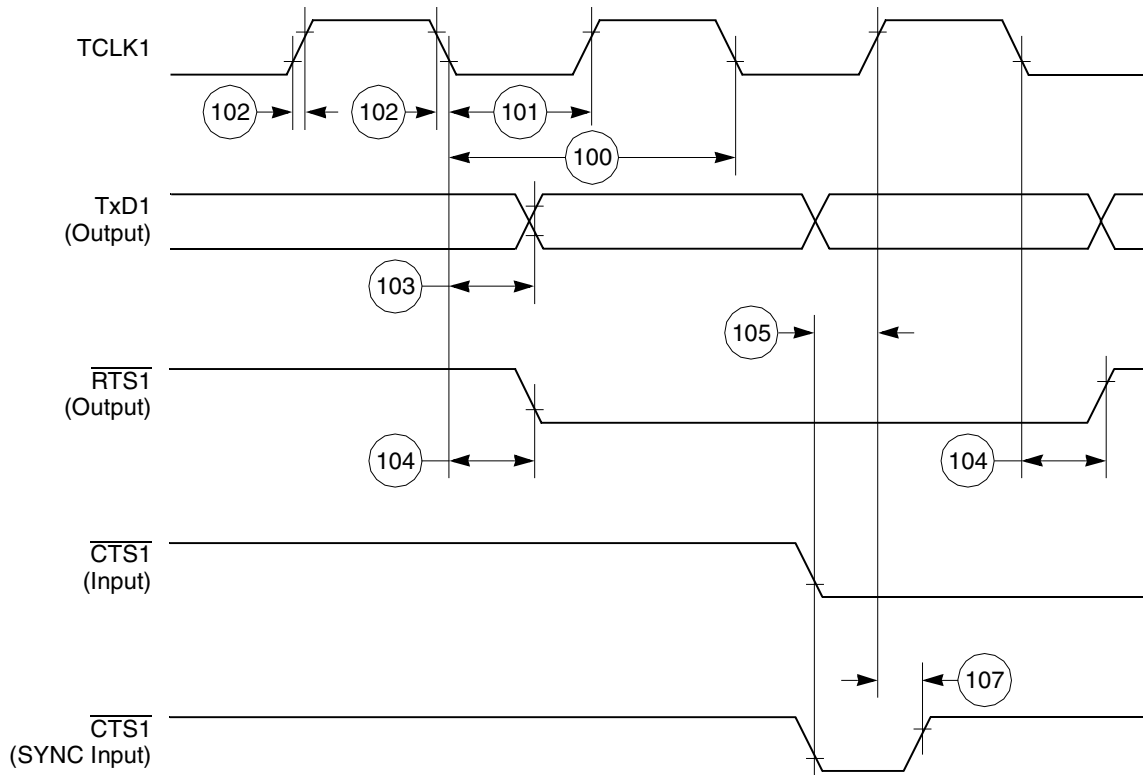 TCLK1
102
102
101
100
TxD1
(Output)
103
105
RTS1
(Output)
104
104
CTS1
(Input)
107
CTS1
(SYNC Input)